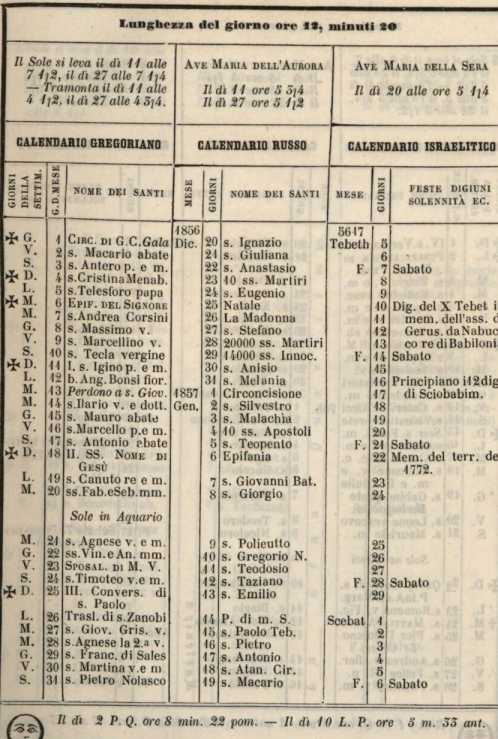 Lunghezza del giorno ore 12, minuti 20
Il Sole si leva il dì 11 alle
7 1|2, il dì 27 alle 7 1|4
— Tramonta il dì 11 alle
4 1|2, il dì 27 alle 4 3|4.
AVE MARIA DELL'AURORA
Il dì 11 ore 5 3|4
Il dì 27 ore 5 1|2
AVE MARIA DELLA SERA
Il dì 20 alle ore 5 1|4
CALENDARIO GREGORIANO CALENDARIO RUSSO CALENDARIO ISRAELITICO
GIORNI DELLA SETTIM. G.D.MESE NOME DEI SANTI MESE GIORNI NOME DEI SANTI MESE GIORNI FESTE DIGIUNI SOLENNITÀ EC.
1856 5617
✠ G. 1 CIRC. DI G.C. Gala Dic. 20 s. Ignazio Tebeth 5
V. 2 s. Macario abate 21 s. Giuliana 6
S. 3 s. Antero p. e m. 22 s. Anastasio F. 7 Sabato
✠ D. 4 s. Cristina Menab. 23 10 ss. Martiri 8
L. 5 s. Telesforo papa 24 s. Eugenio 9
✠ M. 6 EPIF. DEL SIGNORE 25 Natale 10 Dig. del X Tebet i
M. 7 s. Andrea Corsini 26 La Madonna 11 mem. dell'ass. d
G. 8 s. Massimo v. 27 s. Stefano 12 Gerus. da Nabuc
V. 9 s. Marcellino v. 28 20000 ss. Martiri 13 co re di Babiloni
S. 10 s. Tecla vergine 29 14000 ss. Innoc. F. 14 Sabato
✠ D. 11 I. s. Igino p. e m. 30 s. Anisio 15
L. 12 b. Ang. Bonsi fior. 31 s. Melania 16 Principiano i 12 dig
M. 13 Perdono a s. Giov. 1857 1 Circoncisione 17 di Sciobabim.
M. 14 s. Ilario v. e dott. Gen. 2 s. Silvestro 18
G. 15 s. Mauro abate 3 s. Malachia 19
V. 16 s. Marcello p. e m. 4 10 ss. Apostoli 20
S. 17 s. Antonio abate 5 s. Teopento F. 21 Sabato
✠ D. 18 II. SS. NOME DI 6 Epifania 22 Mem. del terr. de
GESÙ 1772.
L. 19 s. Canuto re e m. 7 s. Giovanni Bat. 23
M. 20 ss. Fab. e Seb. mm. 8 s. Giorgio 24
Sole in Aquario
M. 21 s. Agnese v. e m. 9 s. Polieutto 25
G. 22 ss. Vin. e An. mm. 10 s. Gregorio N. 26
V. 23 SPOSAL. DI M. V. 11 s. Teodosio 27
S. 24 s. Timoteo v. e m. 12 s. Taziano F. 28 Sabato
✠ D. 25 III. Convers. di 13 s. Emilio 29
s. Paolo
L. 26 Trasl. di s. Zanobi 14 P. di m. S. Scebat 1
M. 27 s. Giov. Gris. v. 15 s. Paolo Teb. 2
M. 28 s. Agnese la 2.a v. 16 s. Pietro 3
G. 29 s. Franc. di Sales 17 s. Antonio 4
V. 30 s. Martina v. e m. 18 s. Atan. Cir. 5
S. 31 s. Pietro Nolasco 19 s. Macario F. 6 Sabato
Il dì 2 P. Q. ore 8 min. 22 pom. — Il dì 10 L. P. ore 3 m. 33 ant.